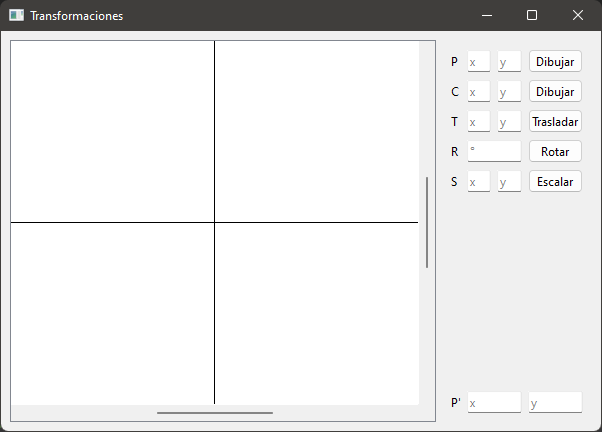 Transformaciones
P x y Dibujar
C x y Dibujar
T x y Trasladar
R ° Rotar
S x y Escalar
P' x y